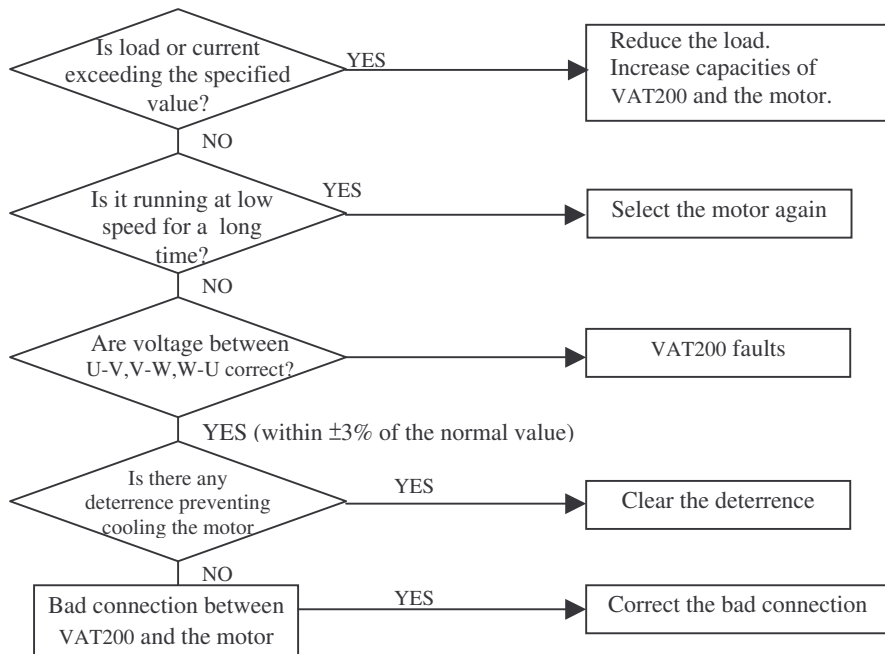 Is load or current
exceeding the specified
value?
YES
Reduce the load.
Increase capacities of
VAT200 and the motor.
NO
Is it running at low
speed for a long
time?
YES
Select the motor again
NO
Are voltage between
U-V,V-W,W-U correct?
VAT200 faults
YES (within ±3% of the normal value)
Is there any
deterrence preventing
cooling the motor
YES
Clear the deterrence
NO
Bad connection between
VAT200 and the motor
YES
Correct the bad connection